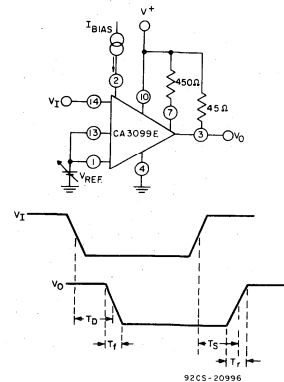 I BIAS
V+
2
10
450Ω
45Ω
VI
14
7
13
CA3099E
3
VO
1
4
VREF.
VI
TD
TS
VO
Tf
Tr
92CS-20996